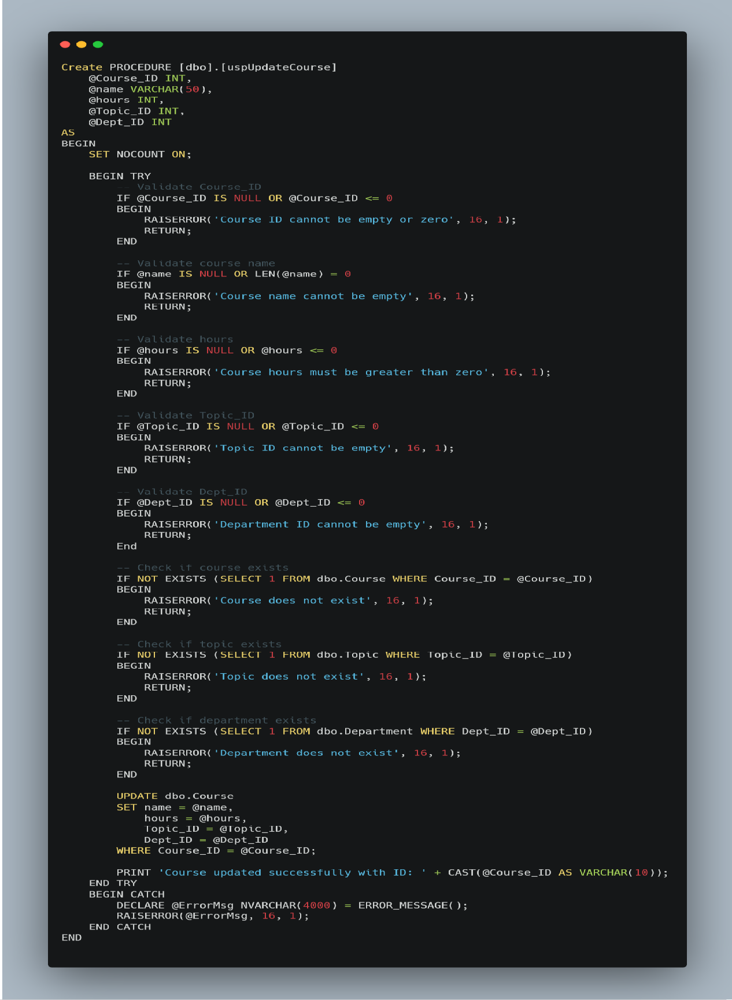 Create PROCEDURE [dbo].[uspUpdateCourse]
    @Course_ID INT,
    @name VARCHAR(50),
    @hours INT,
    @Topic_ID INT,
    @Dept_ID INT
AS
BEGIN
    SET NOCOUNT ON;

    BEGIN TRY
        -- Validate Course_ID
        IF @Course_ID IS NULL OR @Course_ID <= 0
        BEGIN
            RAISERROR('Course ID cannot be empty or zero', 16, 1);
            RETURN;
        END

        -- Validate course name
        IF @name IS NULL OR LEN(@name) = 0
        BEGIN
            RAISERROR('Course name cannot be empty', 16, 1);
            RETURN;
        END

        -- Validate hours
        IF @hours IS NULL OR @hours <= 0
        BEGIN
            RAISERROR('Course hours must be greater than zero', 16, 1);
            RETURN;
        END

        -- Validate Topic_ID
        IF @Topic_ID IS NULL OR @Topic_ID <= 0
        BEGIN
            RAISERROR('Topic ID cannot be empty', 16, 1);
            RETURN;
        END

        -- Validate Dept_ID
        IF @Dept_ID IS NULL OR @Dept_ID <= 0
        BEGIN
            RAISERROR('Department ID cannot be empty', 16, 1);
            RETURN;
        End

        -- Check if course exists
        IF NOT EXISTS (SELECT 1 FROM dbo.Course WHERE Course_ID = @Course_ID)
        BEGIN
            RAISERROR('Course does not exist', 16, 1);
            RETURN;
        END

        -- Check if topic exists
        IF NOT EXISTS (SELECT 1 FROM dbo.Topic WHERE Topic_ID = @Topic_ID)
        BEGIN
            RAISERROR('Topic does not exist', 16, 1);
            RETURN;
        END

        -- Check if department exists
        IF NOT EXISTS (SELECT 1 FROM dbo.Department WHERE Dept_ID = @Dept_ID)
        BEGIN
            RAISERROR('Department does not exist', 16, 1);
            RETURN;
        END

        UPDATE dbo.Course
        SET name = @name,
            hours = @hours,
            Topic_ID = @Topic_ID,
            Dept_ID = @Dept_ID
        WHERE Course_ID = @Course_ID;

        PRINT 'Course updated successfully with ID: ' + CAST(@Course_ID AS VARCHAR(10));
    END TRY
    BEGIN CATCH
        DECLARE @ErrorMsg NVARCHAR(4000) = ERROR_MESSAGE();
        RAISERROR(@ErrorMsg, 16, 1);
    END CATCH
END